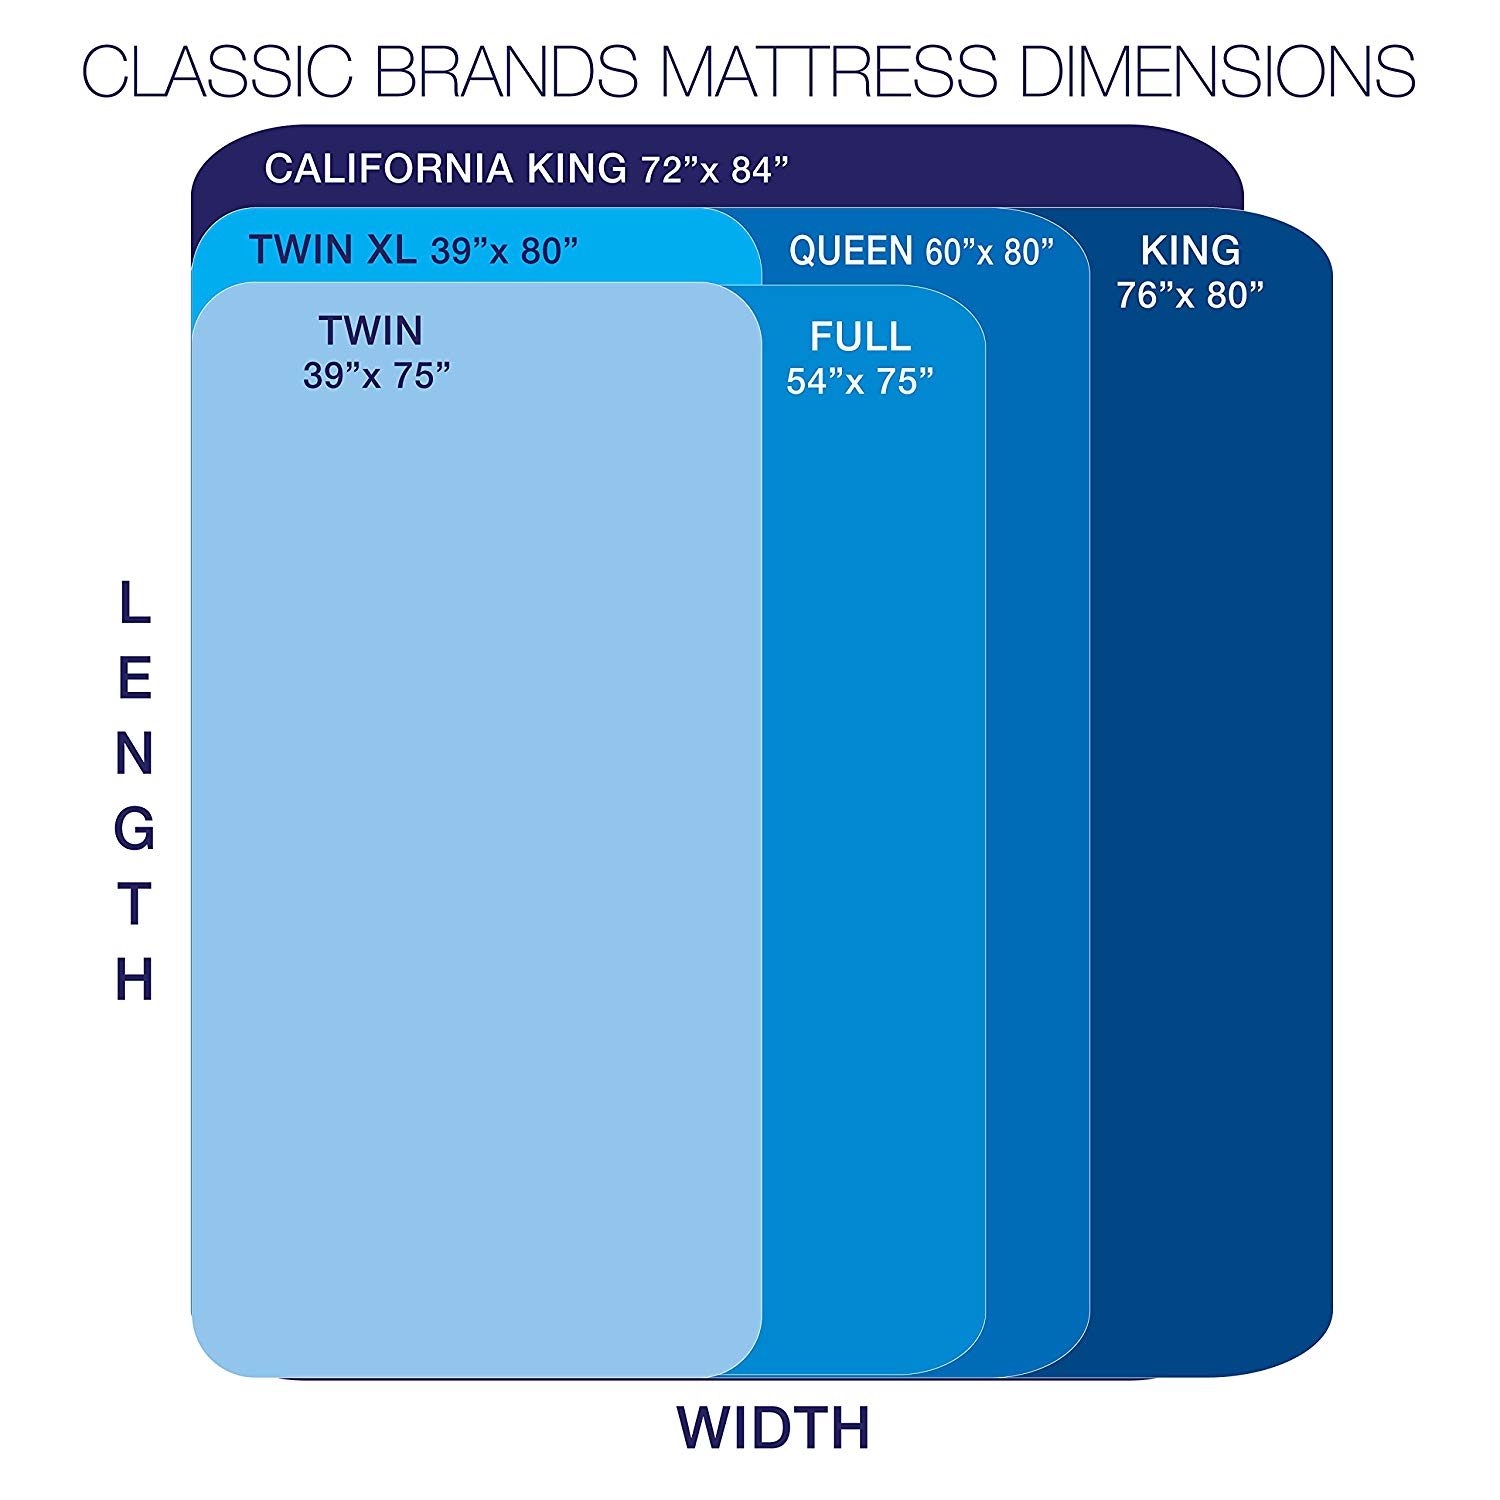 CLASSIC BRANDS MATTRESS DIMENSIONS
CALIFORNIA KING 72”x 84”
TWIN XL 39”x 80”
QUEEN 60”x 80”
KING
76”x 80”
TWIN
39”x 75”
FULL
54”x 75”
LENGTH
WIDTH